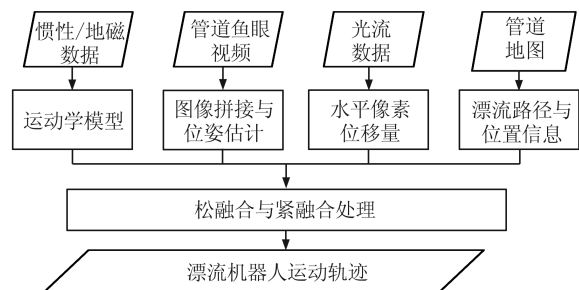 惯性/地磁
数据
管道鱼眼
视频
光流
数据
管道
地图
运动学模型
图像拼接与
位姿估计
水平像素
位移量
漂流路径与
位置信息
松融合与紧融合处理
漂流机器人运动轨迹